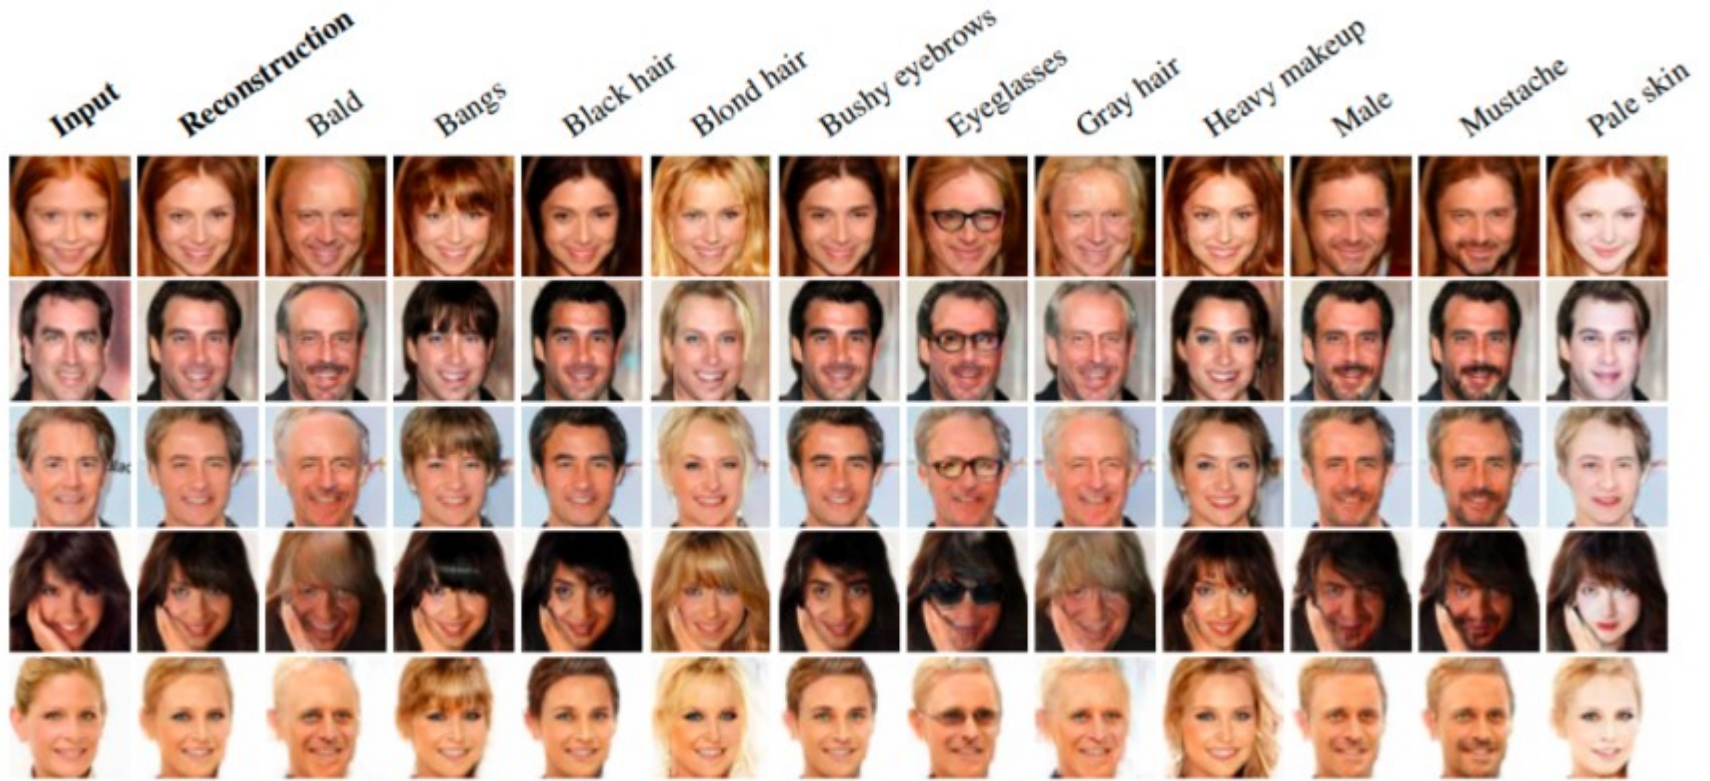 Input
Reconstruction
Bald
Bangs
Black hair
Blond hair
Bushy eyebrows
Eyeglasses
Gray hair
Heavy makeup
Male
Mustache
Pale skin